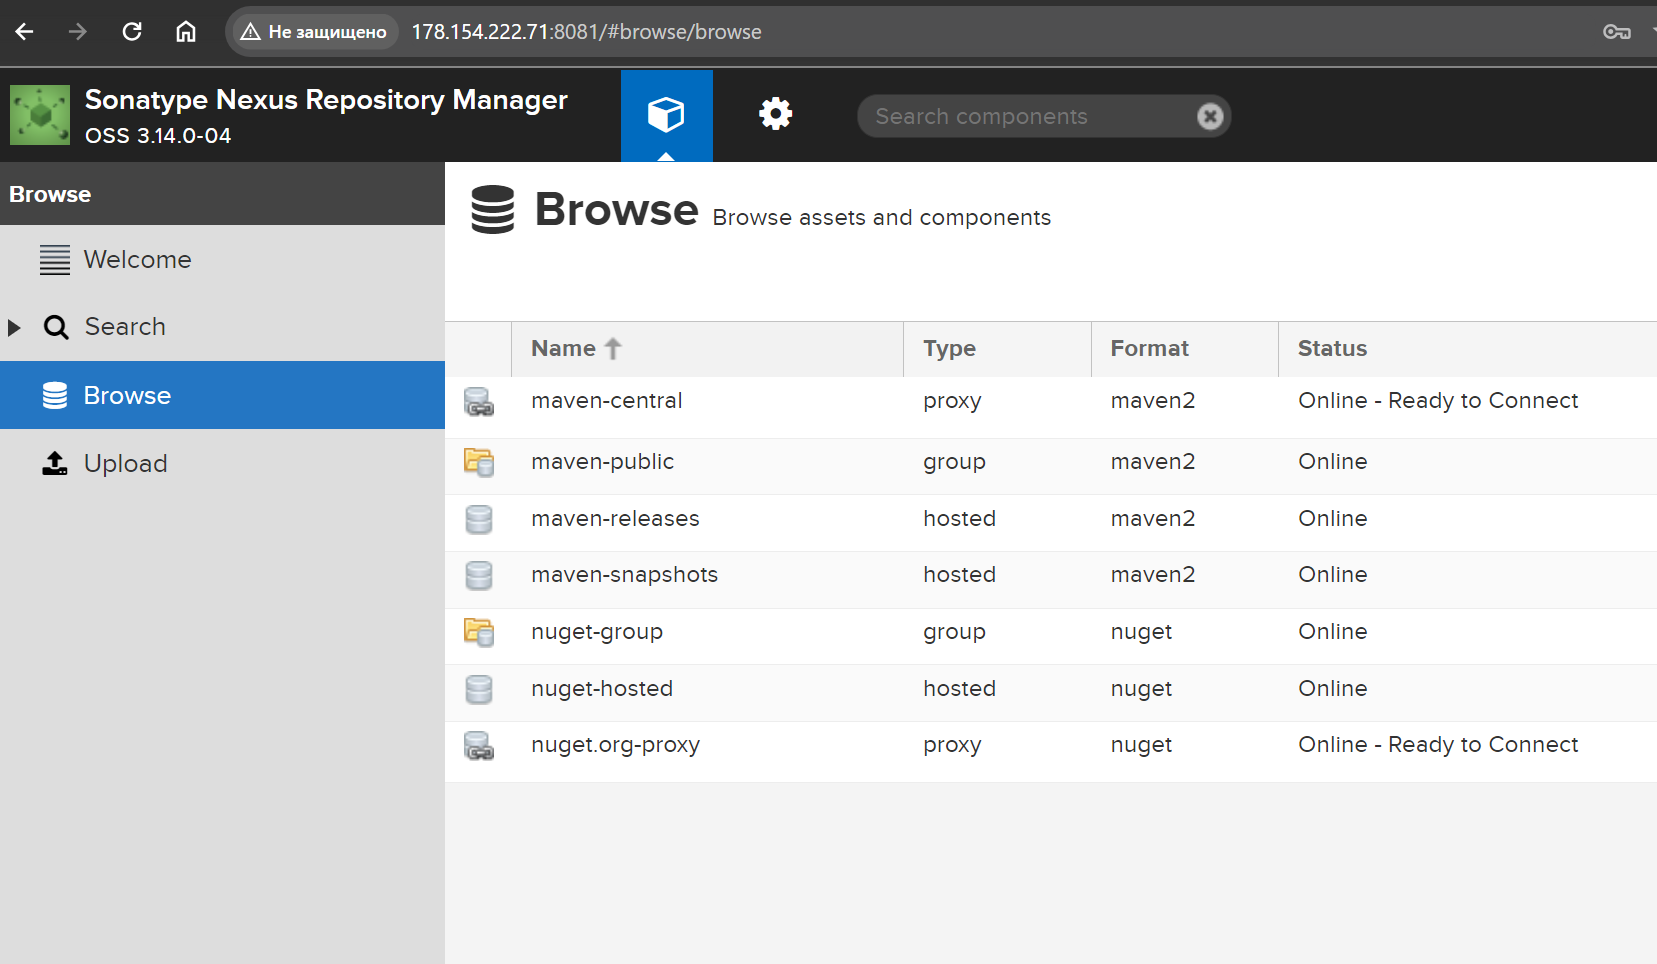 Не защищено 178.154.222.71:8081/#browse/browse
Sonatype Nexus Repository Manager
OSS 3.14.0-04
Search components
Browse
Welcome
Search
Browse
Upload
Browse Browse assets and components
Name Type Format Status
maven-central proxy maven2 Online - Ready to Connect
maven-public group maven2 Online
maven-releases hosted maven2 Online
maven-snapshots hosted maven2 Online
nuget-group group nuget Online
nuget-hosted hosted nuget Online
nuget.org-proxy proxy nuget Online - Ready to Connect